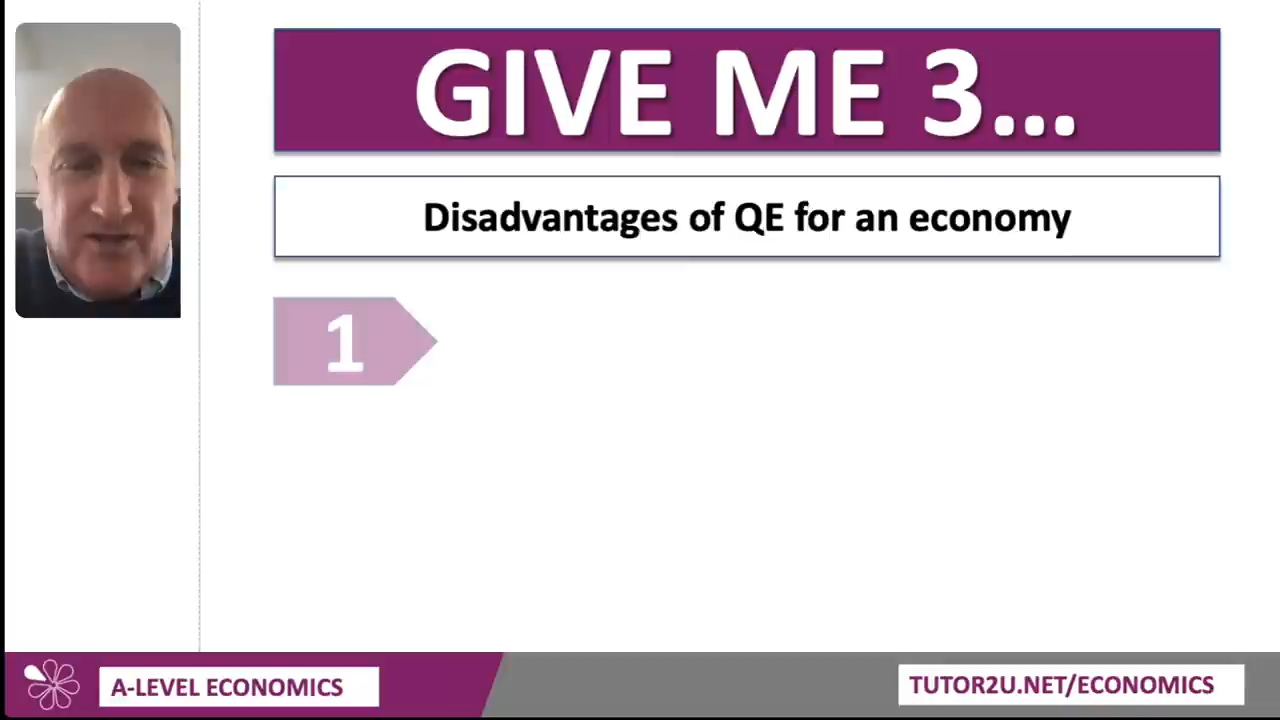 GIVE ME 3...
Disadvantages of QE for an economy
1
A-LEVEL ECONOMICS
TUTOR2U.NET/ECONOMICS